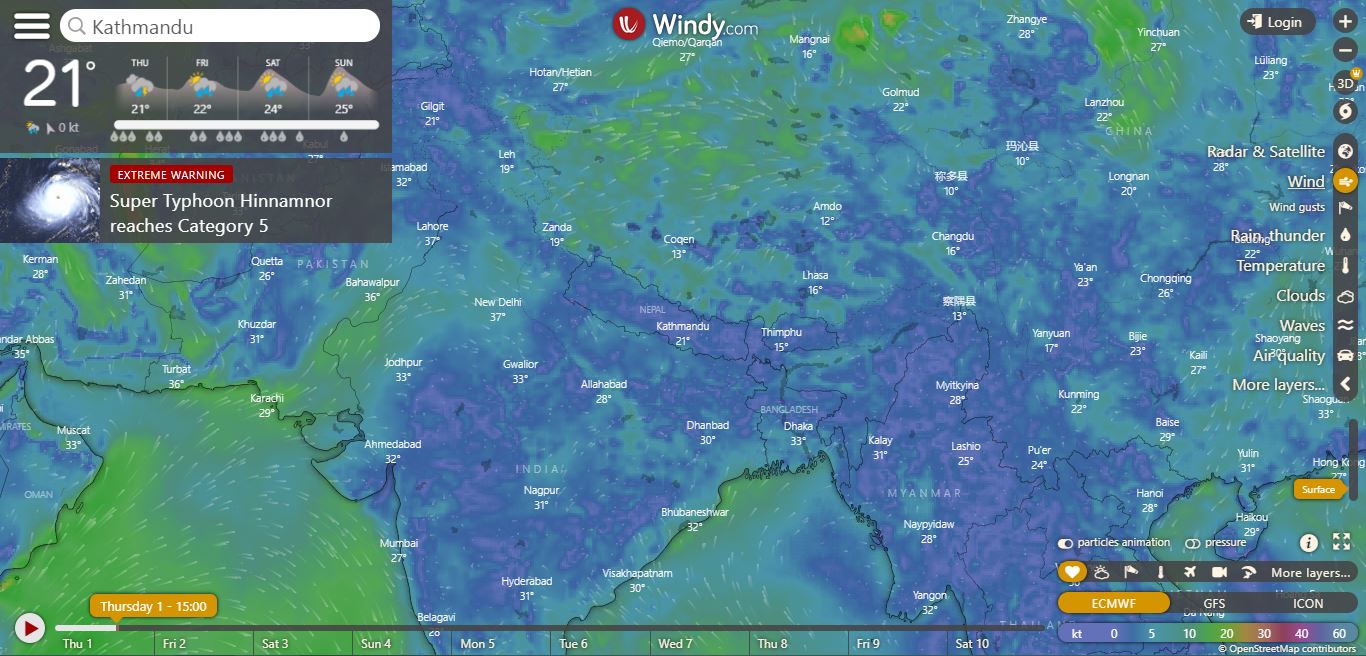 Kathmandu
Windy.com
Login
21°
0 kt
THU
FRI
SAT
SUN
21°
22°
24°
25°
EXTREME WARNING
Super Typhoon Hinnamnor
reaches Category 5
3D
Radar & Satellite
Wind
Wind gusts
Rain, thunder
Temperature
Clouds
Waves
Air quality
More layers...
Ashgabat
Gonabad
Herat
Kabul
Islamabad
32°
Gilgit
21°
Leh
19°
Hotan/Hetian
27°
Qiemo/Qarqan
27°
Mangnai
16°
Golmud
22°
Zhangye
28°
Yinchuan
27°
Lüliang
23°
Lanzhou
22°
CHINA
玛沁县
10°
称多县
10°
Longnan
20°
28°
Amdo
12°
Changdu
16°
Lahore
37°
Zanda
19°
Coqen
13°
Lhasa
16°
察隅县
13°
Ya'an
23°
Chongqing
26°
22°
Kerman
28°
Zahedan
31°
Quetta
26°
PAKISTAN
Bahawalpur
36°
New Delhi
37°
NEPAL
Kathmandu
21°
Thimphu
15°
Khuzdar
31°
35°
Turbat
36°
Karachi
29°
Jodhpur
33°
Gwalior
33°
Allahabad
28°
BANGLADESH
Dhaka
33°
Dhanbad
30°
Myitkyina
28°
Yanyuan
17°
Bijie
23°
Kaili
27°
Shaoyang
30°
Kunming
22°
Baise
29°
33°
Muscat
33°
OMAN
Ahmedabad
32°
INDIA
Nagpur
31°
Bhubaneshwar
32°
Kalay
31°
Lashio
25°
Pu'er
24°
Yulin
31°
Hong Kong
27°
MYANMAR
Naypyidaw
28°
Hanoi
28°
Haikou
29°
Mumbai
27°
Hyderabad
31°
Visakhapatnam
30°
Yangon
32°
Belagavi
28°
THAILAND
Da Nang
Surface
particles animation
pressure
More layers...
ECMWF
GFS
ICON
kt 0 5 10 20 30 40 60
© OpenStreetMap contributors
Thursday 1 - 15:00
Thu 1
Fri 2
Sat 3
Sun 4
Mon 5
Tue 6
Wed 7
Thu 8
Fri 9
Sat 10